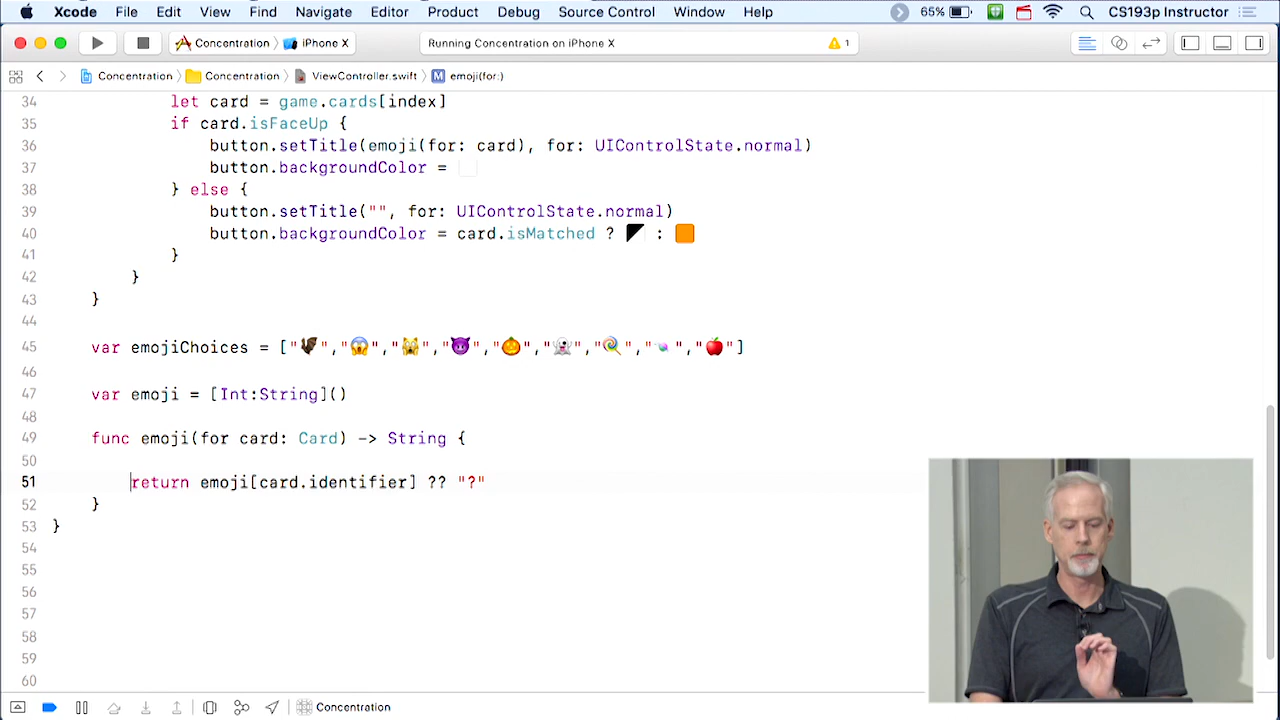 Xcode File Edit View Find Navigate Editor Product Debug Source Control Window Help 65% CS193p Instructor
Concentration › iPhone X Running Concentration on iPhone X 1
Concentration › Concentration › ViewController.swift › M emoji(for:)
34 let card = game.cards[index]
35 if card.isFaceUp {
36 button.setTitle(emoji(for: card), for: UIControlState.normal)
37 button.backgroundColor =
38 } else {
39 button.setTitle("", for: UIControlState.normal)
40 button.backgroundColor = card.isMatched ? :
41 }
42 }
43 }
44
45 var emojiChoices = ["🦇","😱","🙀","😈","🎃","👻","🍭","🍬","🍎"]
46
47 var emoji = [Int:String]()
48
49 func emoji(for card: Card) -> String {
50
51 return emoji[card.identifier] ?? "?"
52 }
53 }
54
55
56
57
58
59
60
Concentration